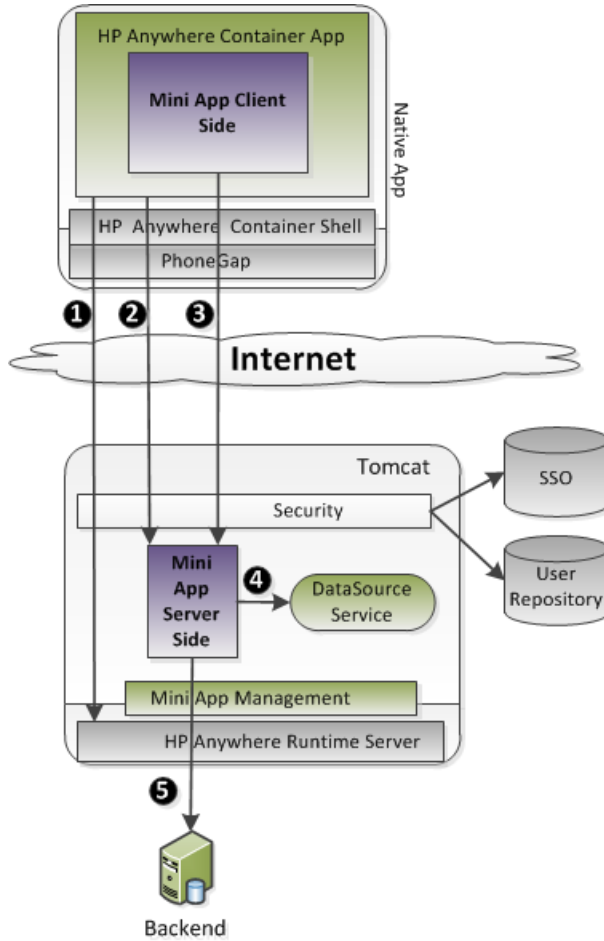 HP Anywhere Container App
Mini App Client
Side
Native App
HP Anywhere Container Shell
PhoneGap
1
2
3
Internet
Tomcat
Security
SSO
User
Repository
Mini
App
Server
Side
4
DataSource
Service
Mini App Management
HP Anywhere Runtime Server
5
Backend